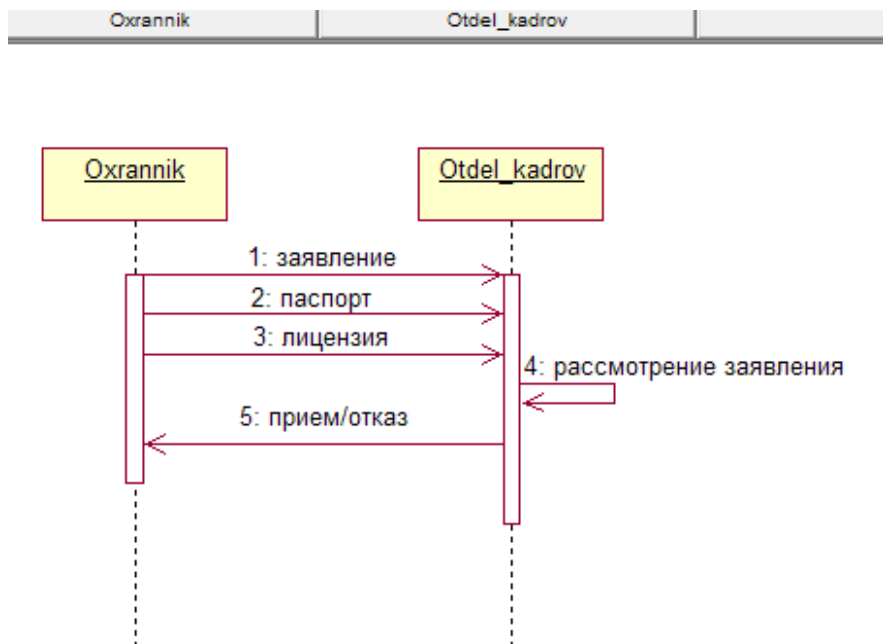 Oxrannik
Otdel_kadrov
Oxrannik
Otdel_kadrov
1: заявление
2: паспорт
3: лицензия
4: рассмотрение заявления
5: прием/отказ